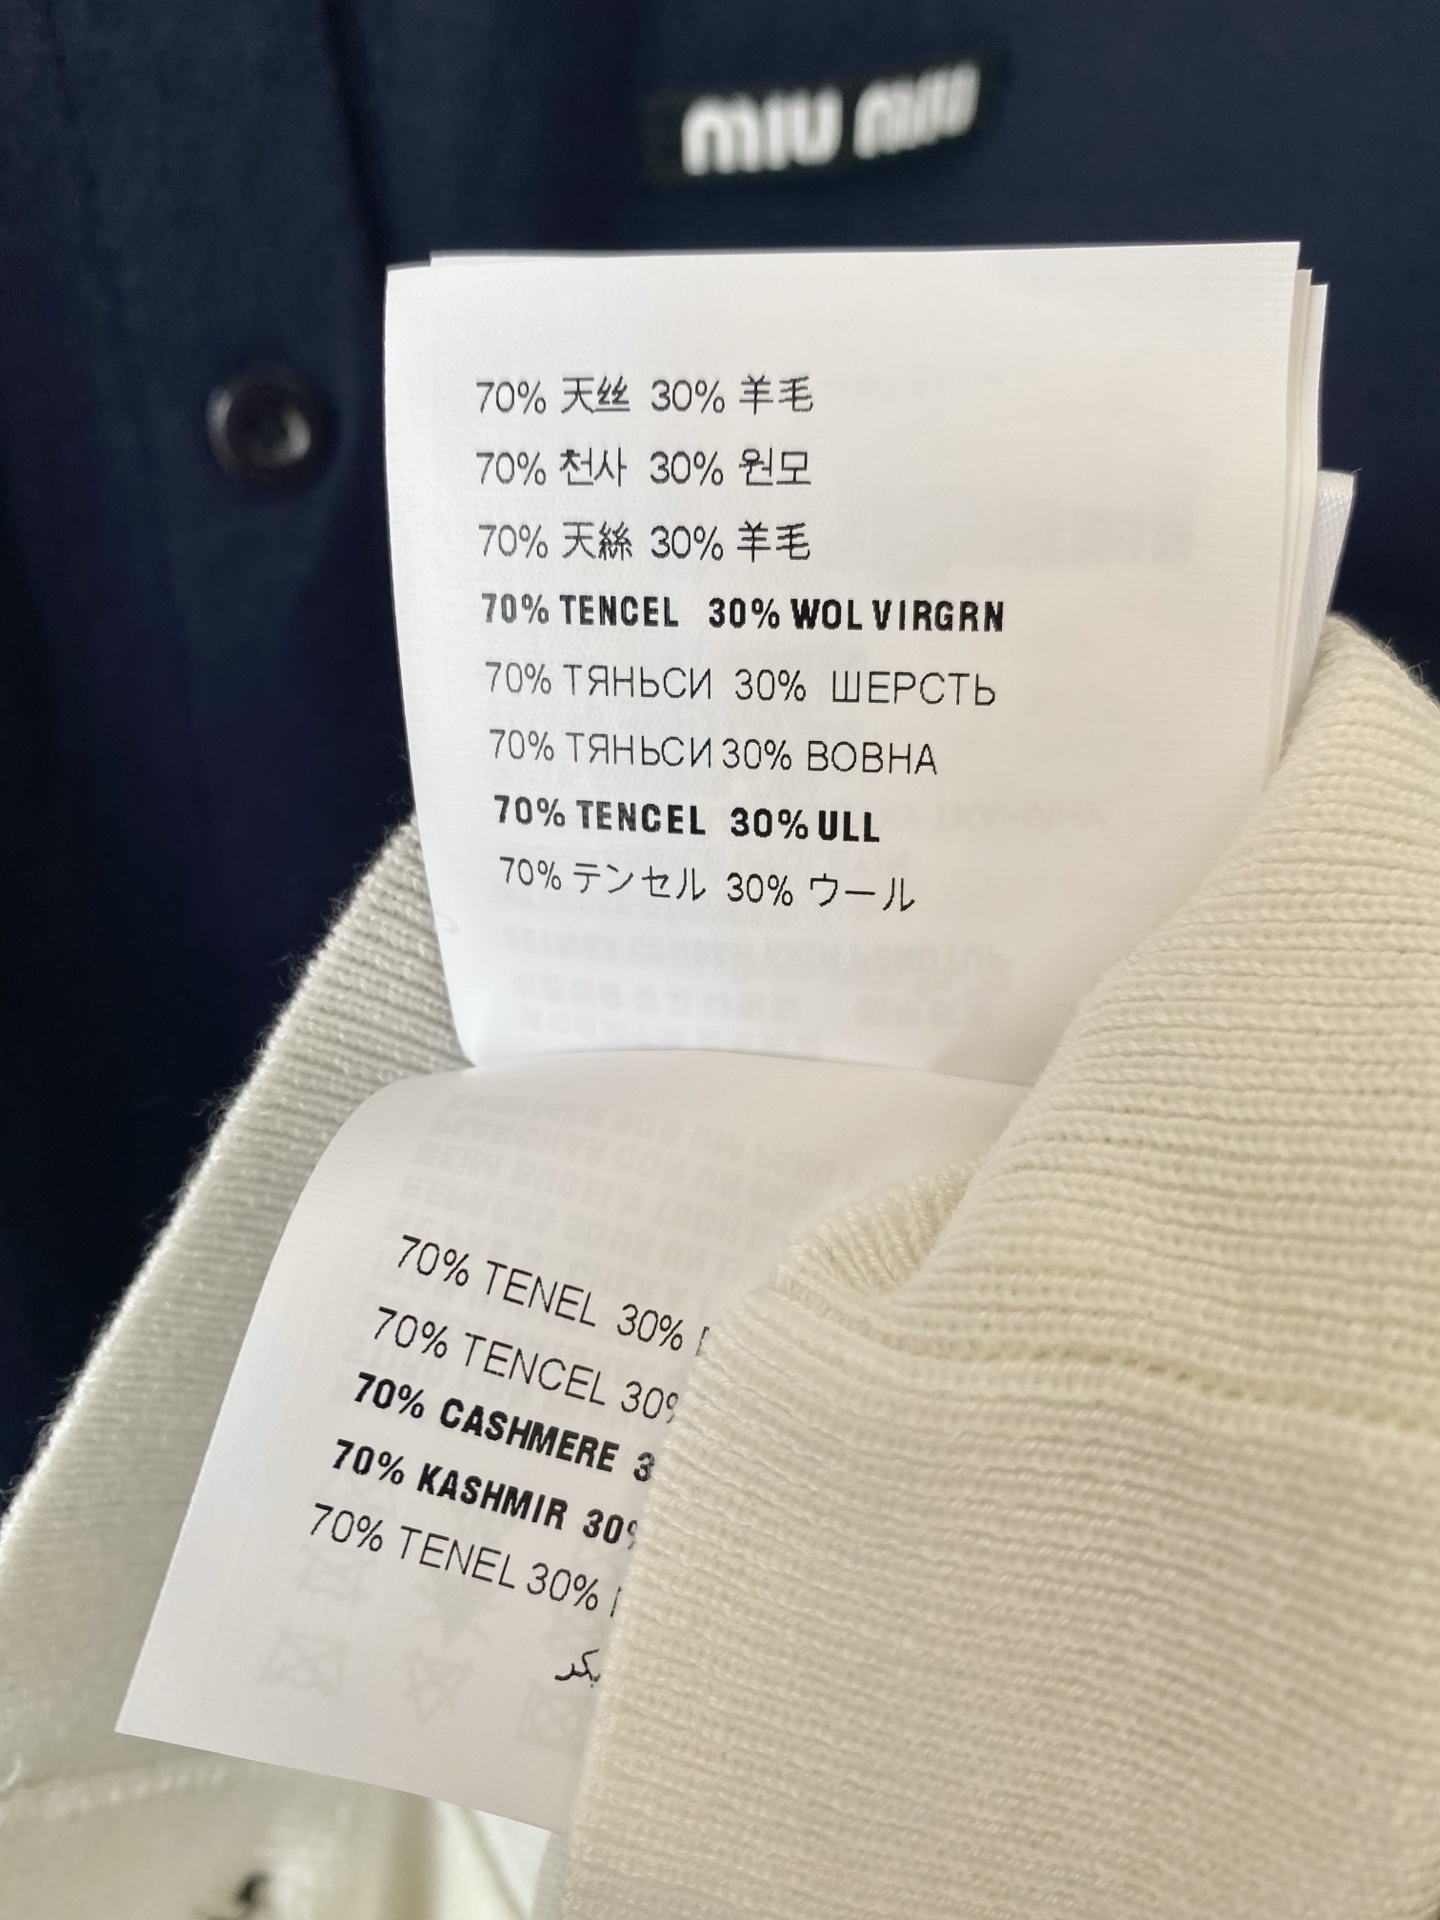 miu miu
70% 天丝 30% 羊毛
70% 천사 30% 원모
70% 天絲 30% 羊毛
70% TENCEL 30% WOL VIRGRN
70% ТЯНЬСИ 30% ШЕРСТЬ
70% ТЯНЬСИ 30% ВОВНА
70% TENCEL 30% ULL
70% テンセル 30% ウール
70% TENEL 30%
70% TENCEL 30%
70% CASHMERE 3
70% KASHMIR 30%
70% TENEL 30%
بكر